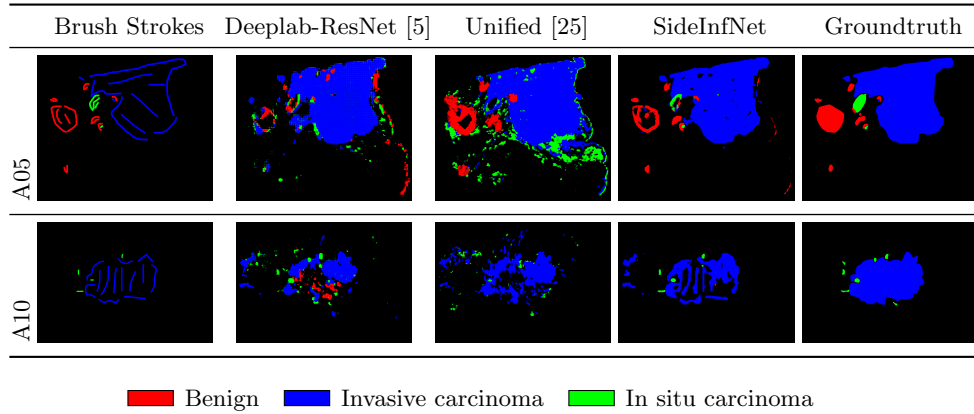 Brush Strokes Deeplab-ResNet [5] Unified [25] SideInfNet Groundtruth
A05
A10
Benign Invasive carcinoma In situ carcinoma